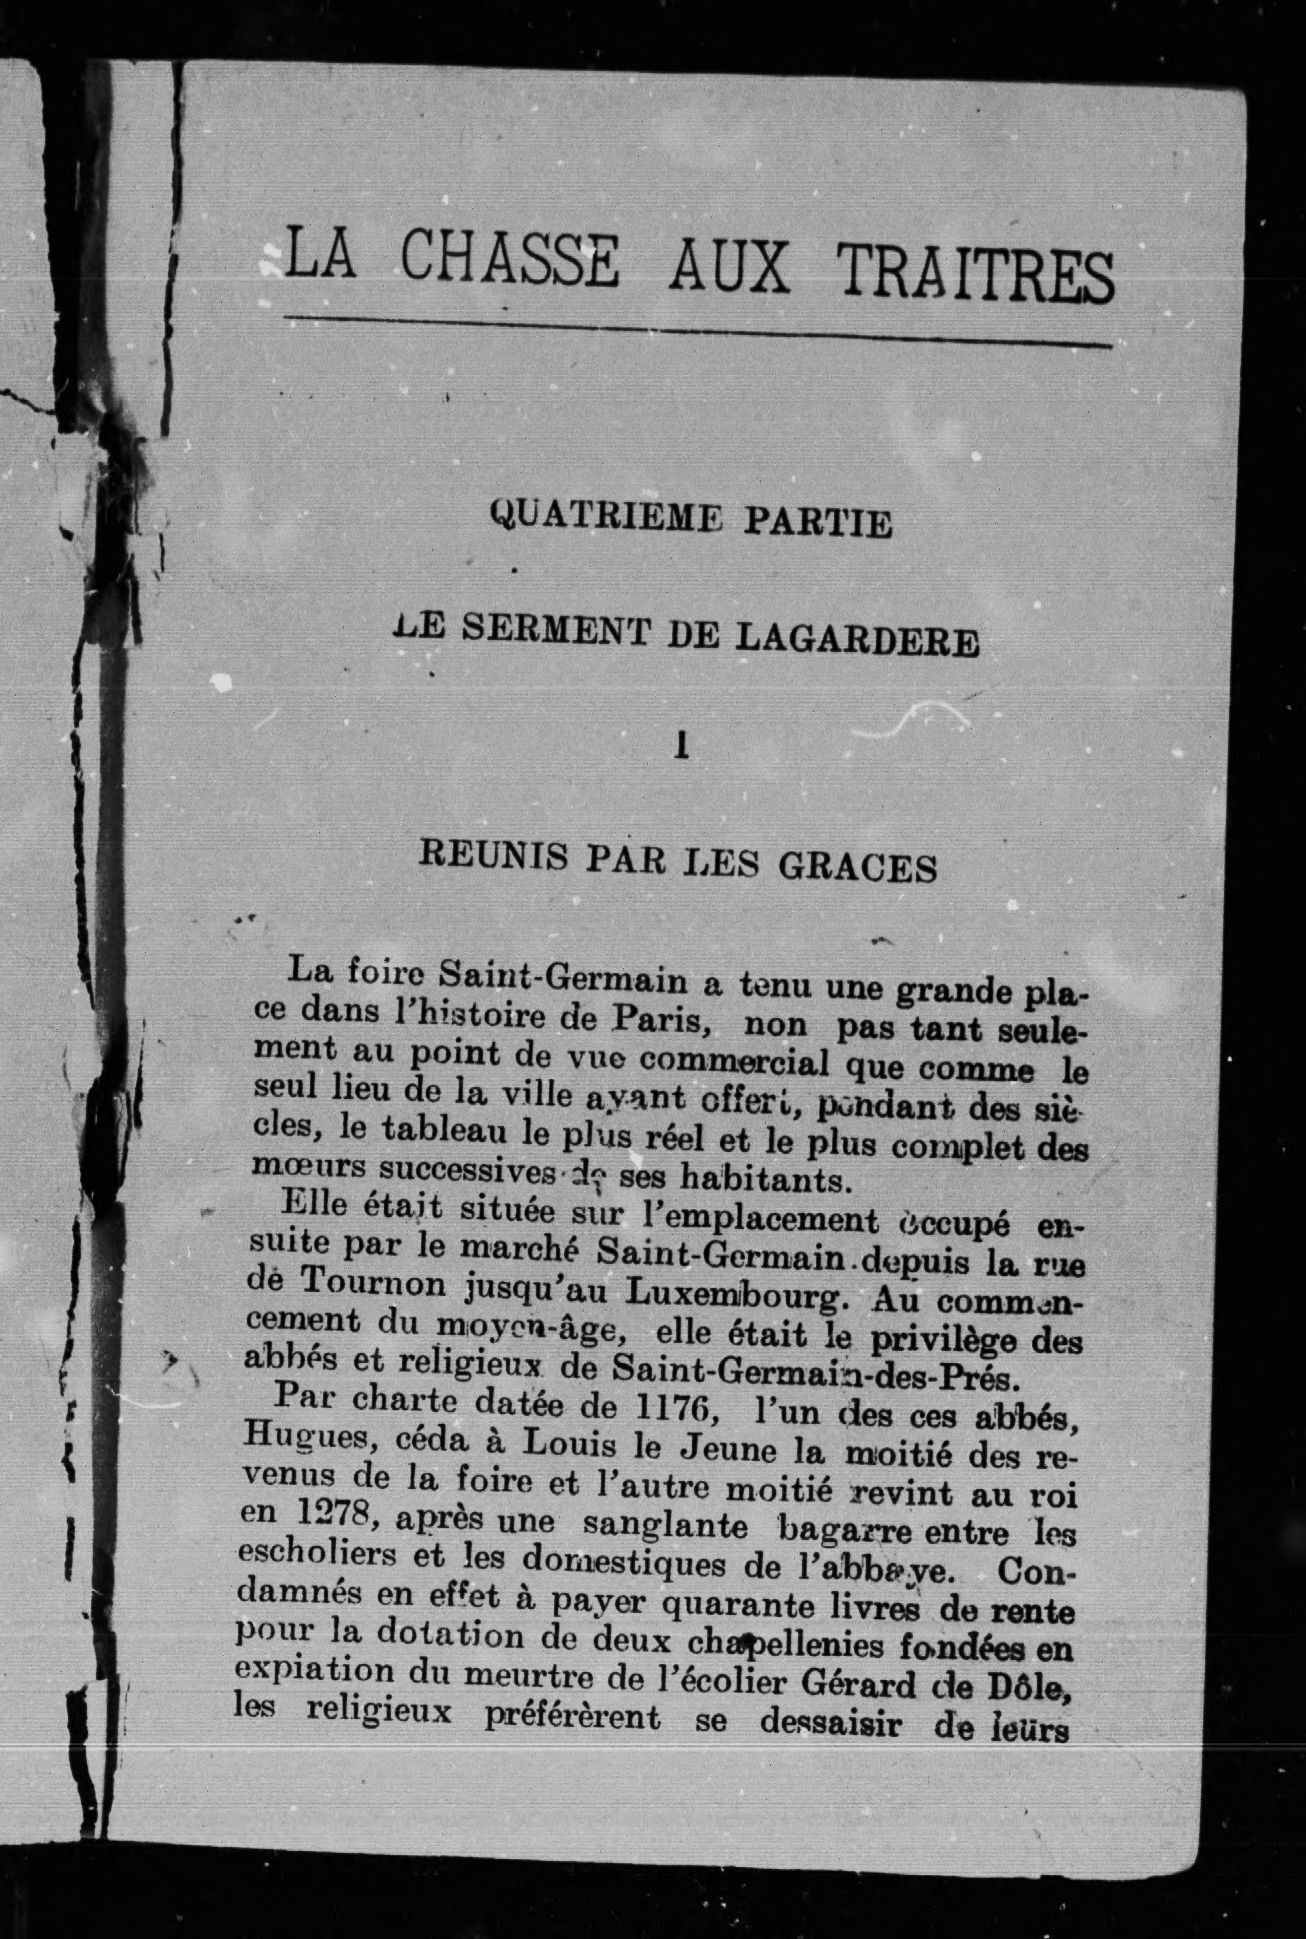 LA CHASSE AUX TRAITRES
QUATRIEME PARTIE
LE SERMENT DE LAGARDERE
I
REUNIS PAR LES GRACES
La foire Saint-Germain a tenu une grande pla-
ce dans l'histoire de Paris, non pas tant seule-
ment au point de vue commercial que comme le
seul lieu de la ville ayant offert, pendant des siè-
cles, le tableau le plus réel et le plus complet des
mœurs successives de ses habitants.
Elle était située sur l'emplacement occupé en-
suite par le marché Saint-Germain depuis la rue
de Tournon jusqu'au Luxembourg. Au commen-
cement du moyen-âge, elle était le privilège des
abbés et religieux de Saint-Germain-des-Prés.
Par charte datée de 1176, l'un des ces abbés,
Hugues, céda à Louis le Jeune la moitié des re-
venus de la foire et l'autre moitié revint au roi
en 1278, après une sanglante bagarre entre les
escholiers et les domestiques de l'abbaye. Con-
damnés en effet à payer quarante livres de rente
pour la dotation de deux chapellenies fondées en
expiation du meurtre de l'écolier Gérard de Dôle,
les religieux préférèrent se dessaisir de leurs